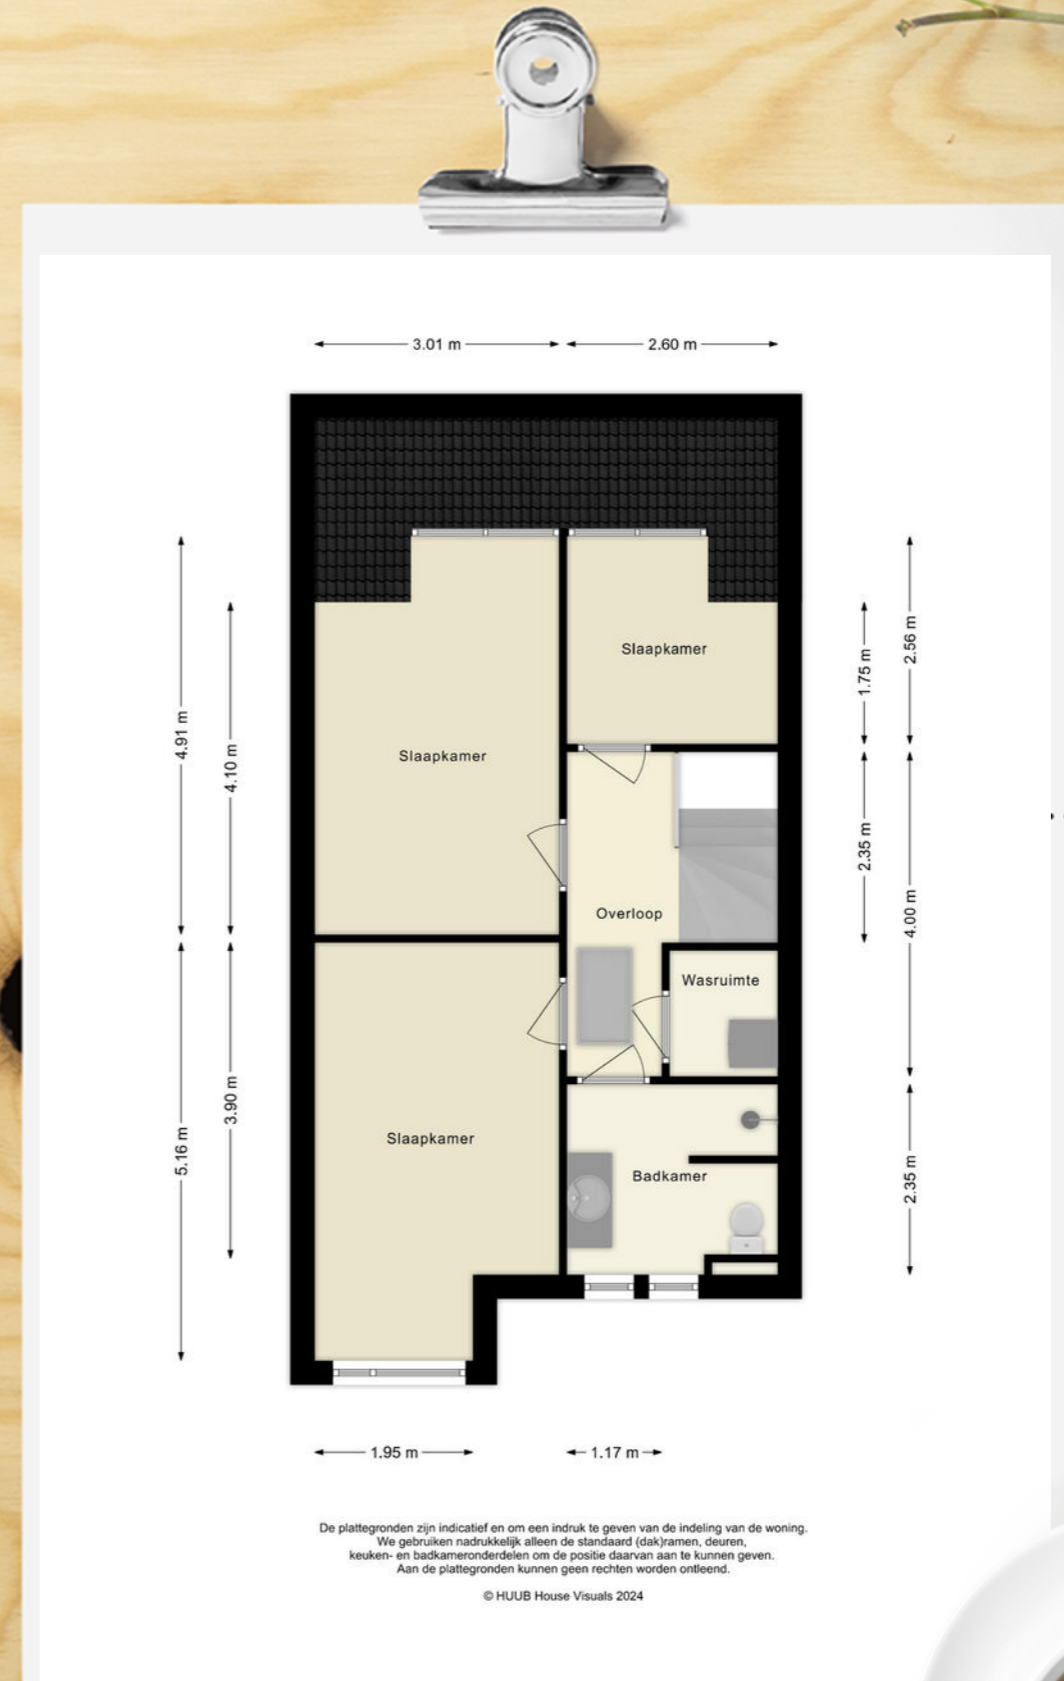 3.01 m
2.60 m
Slaapkamer
2.56 m
1.75 m
4.91 m
4.10 m
Slaapkamer
2.35 m
4.00 m
Overloop
Wasruimte
3.90 m
5.16 m
Slaapkamer
Badkamer
2.35 m
1.95 m
1.17 m
De plattegronden zijn indicatief en om een indruk te geven van de indeling van de woning.
We gebruiken nadrukkelijk alleen de standaard (dak)ramen, deuren,
keuken- en badkameronderdelen om de positie daarvan aan te kunnen geven.
Aan de plattegronden kunnen geen rechten worden ontleend.
© HUUB House Visuals 2024